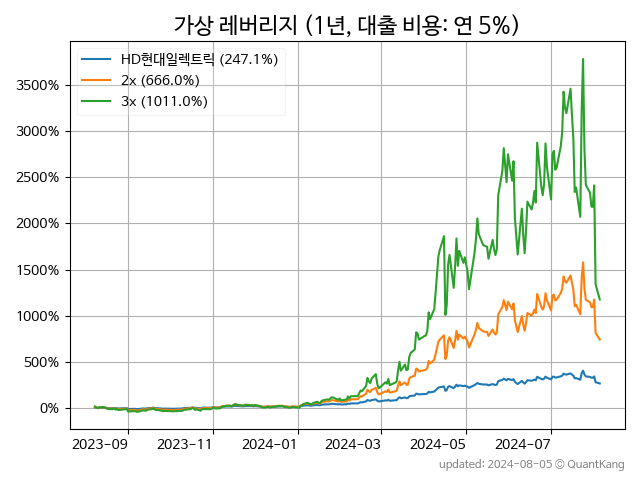 가상 레버리지 (1년, 대출 비용: 연 5%)
HD현대일렉트릭 (247.1%)
2x (666.0%)
3x (1011.0%)
3500%
3000%
2500%
2000%
1500%
1000%
500%
0%
2023-09 2023-11 2024-01 2024-03 2024-05 2024-07
updated: 2024-08-05 © QuantKang